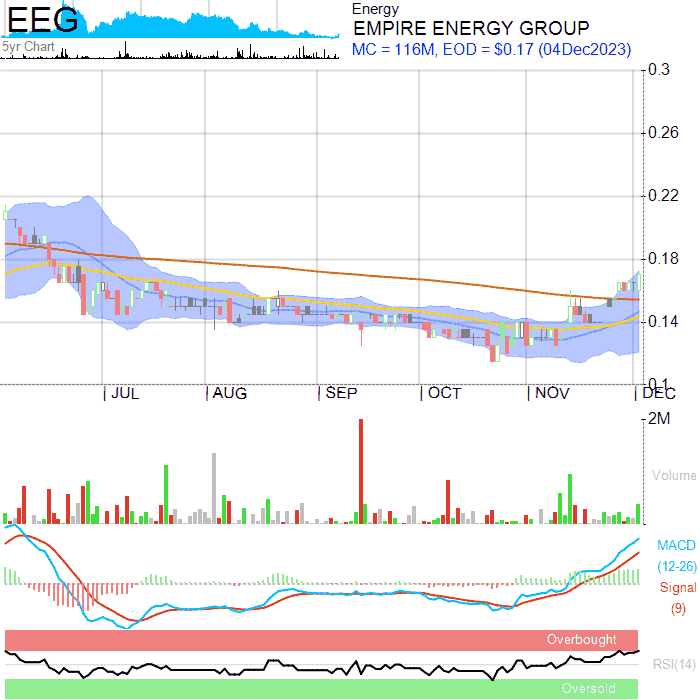 EEG
Energy
EMPIRE ENERGY GROUP
MC = 116M, EOD = $0.17 (04Dec2023)
5yr Chart
0.3
0.26
0.22
0.18
0.14
0.1
| JUL | AUG | SEP | OCT | NOV | DEC
2M
Volume
MACD
(12-26)
Signal
(9)
Overbought
RSI(14)
Oversold